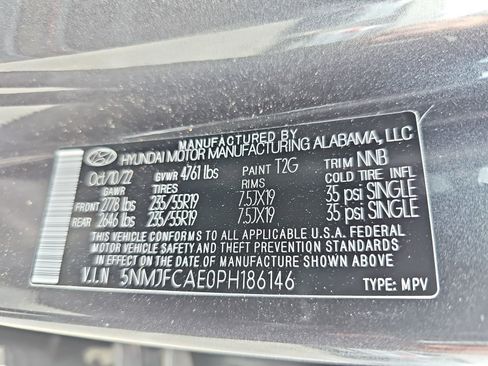 MANUFACTURED BY
HYUNDAI MOTOR MANUFACTURING ALABAMA, LLC
Oct/10/22 GVWR 4761 lbs PAINT T2G TRIM NNB
GAWR TIRES RIMS COLD TIRE INFL
FRONT 2778 lbs 235/55R19 7.5JX19 35 psi SINGLE
REAR 2646 lbs 235/55R19 7.5JX19 35 psi SINGLE
THIS VEHICLE CONFORMS TO ALL APPLICABLE U.S.A. FEDERAL
MOTOR VEHICLE SAFETY AND THEFT PREVENTION STANDARDS
IN EFFECT ON THE DATE OF MANUFACTURE SHOWN ABOVE.
V.I.N 5NMJFCAE0PH186146 TYPE: MPV